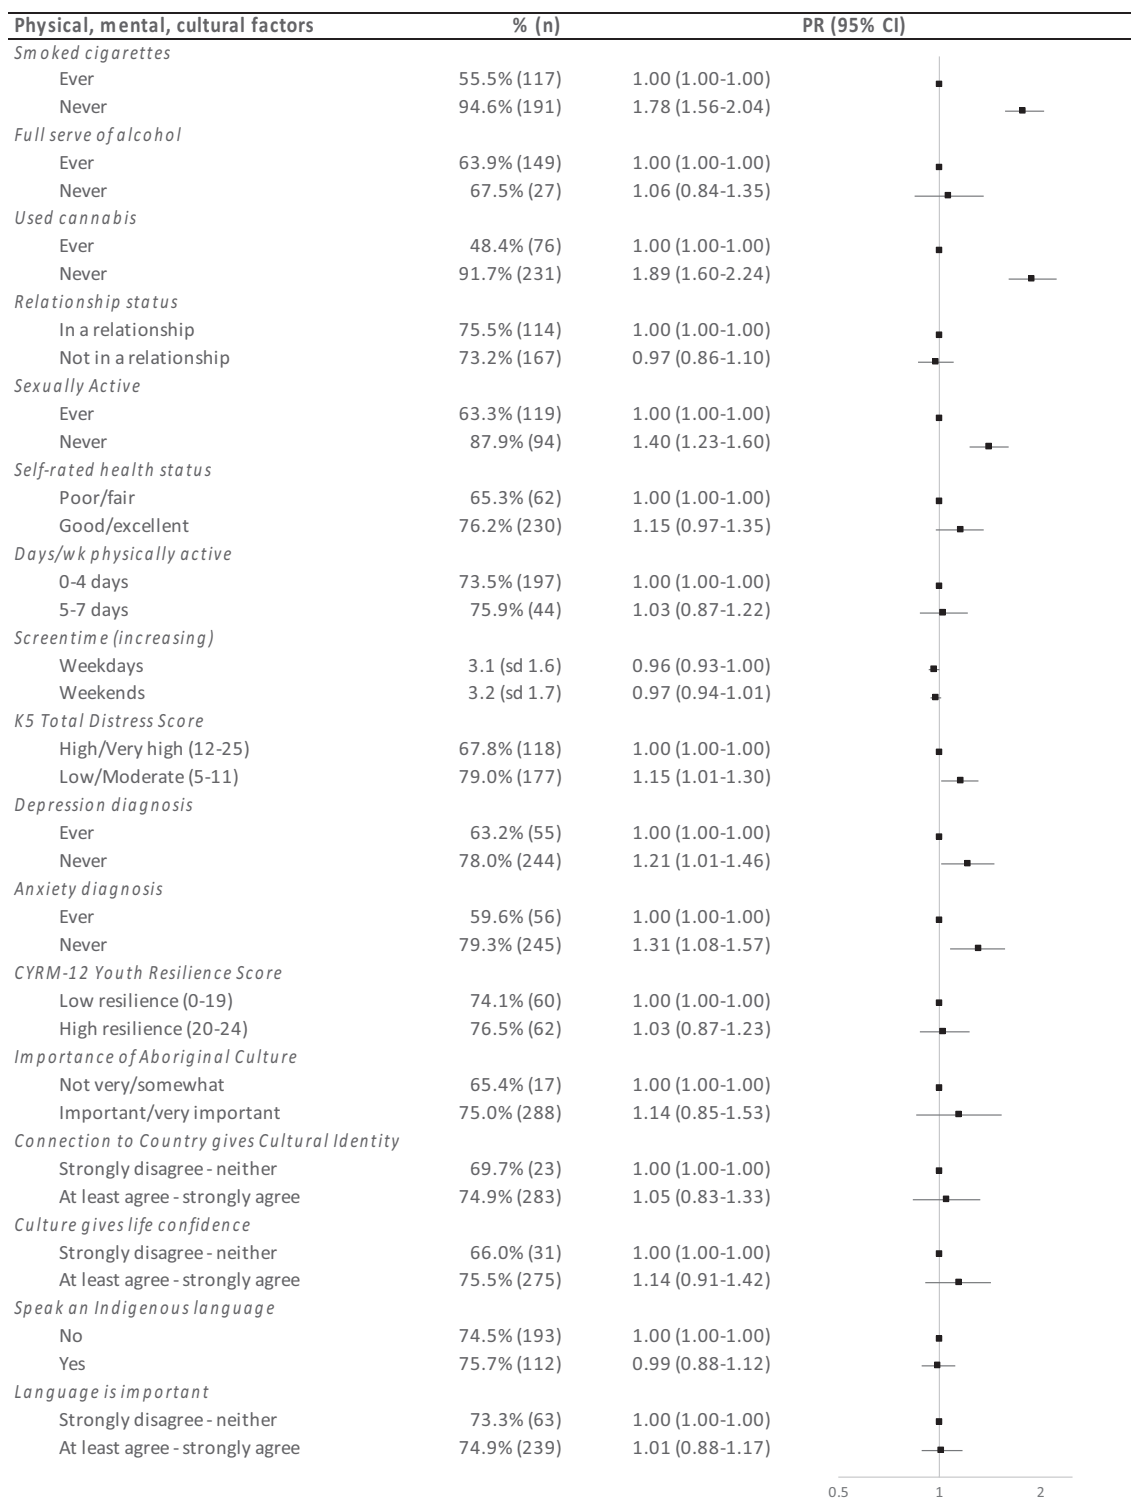 Physical, mental, cultural factors % (n) PR (95% CI)
Smoked cigarettes
Ever 55.5% (117) 1.00 (1.00-1.00)
Never 94.6% (191) 1.78 (1.56-2.04)
Full serve of alcohol
Ever 63.9% (149) 1.00 (1.00-1.00)
Never 67.5% (27) 1.06 (0.84-1.35)
Used cannabis
Ever 48.4% (76) 1.00 (1.00-1.00)
Never 91.7% (231) 1.89 (1.60-2.24)
Relationship status
In a relationship 75.5% (114) 1.00 (1.00-1.00)
Not in a relationship 73.2% (167) 0.97 (0.86-1.10)
Sexually Active
Ever 63.3% (119) 1.00 (1.00-1.00)
Never 87.9% (94) 1.40 (1.23-1.60)
Self-rated health status
Poor/fair 65.3% (62) 1.00 (1.00-1.00)
Good/excellent 76.2% (230) 1.15 (0.97-1.35)
Days/wk physically active
0-4 days 73.5% (197) 1.00 (1.00-1.00)
5-7 days 75.9% (44) 1.03 (0.87-1.22)
Screentime (increasing)
Weekdays 3.1 (sd 1.6) 0.96 (0.93-1.00)
Weekends 3.2 (sd 1.7) 0.97 (0.94-1.01)
K5 Total Distress Score
High/Very high (12-25) 67.8% (118) 1.00 (1.00-1.00)
Low/Moderate (5-11) 79.0% (177) 1.15 (1.01-1.30)
Depression diagnosis
Ever 63.2% (55) 1.00 (1.00-1.00)
Never 78.0% (244) 1.21 (1.01-1.46)
Anxiety diagnosis
Ever 59.6% (56) 1.00 (1.00-1.00)
Never 79.3% (245) 1.31 (1.08-1.57)
CYRM-12 Youth Resilience Score
Low resilience (0-19) 74.1% (60) 1.00 (1.00-1.00)
High resilience (20-24) 76.5% (62) 1.03 (0.87-1.23)
Importance of Aboriginal Culture
Not very/somewhat 65.4% (17) 1.00 (1.00-1.00)
Important/very important 75.0% (288) 1.14 (0.85-1.53)
Connection to Country gives Cultural Identity
Strongly disagree - neither 69.7% (23) 1.00 (1.00-1.00)
At least agree - strongly agree 74.9% (283) 1.05 (0.83-1.33)
Culture gives life confidence
Strongly disagree - neither 66.0% (31) 1.00 (1.00-1.00)
At least agree - strongly agree 75.5% (275) 1.14 (0.91-1.42)
Speak an Indigenous language
No 74.5% (193) 1.00 (1.00-1.00)
Yes 75.7% (112) 0.99 (0.88-1.12)
Language is important
Strongly disagree - neither 73.3% (63) 1.00 (1.00-1.00)
At least agree - strongly agree 74.9% (239) 1.01 (0.88-1.17)
0.5 1 2